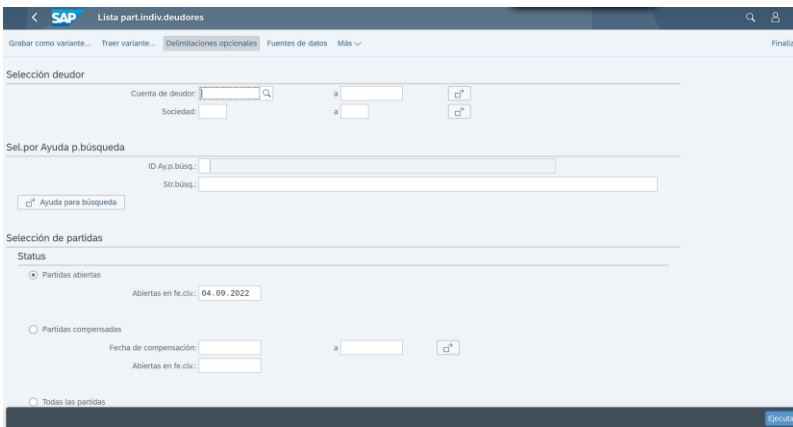 SAP Lista part.indiv.deudores
Grabar como variante... Traer variante... Delimitaciones opcionales Fuentes de datos Más
Selección deudor
Cuenta de deudor: a
Sociedad: a
Sel.por Ayuda p.búsqueda
ID Ay.p.búsq.:
Str.búsq.:
Ayuda para búsqueda
Selección de partidas
Status
Partidas abiertas
Abiertas en fe.clv.: 04.09.2022
Partidas compensadas
Fecha de compensación: a
Abiertas en fe.clv.:
Todas las partidas